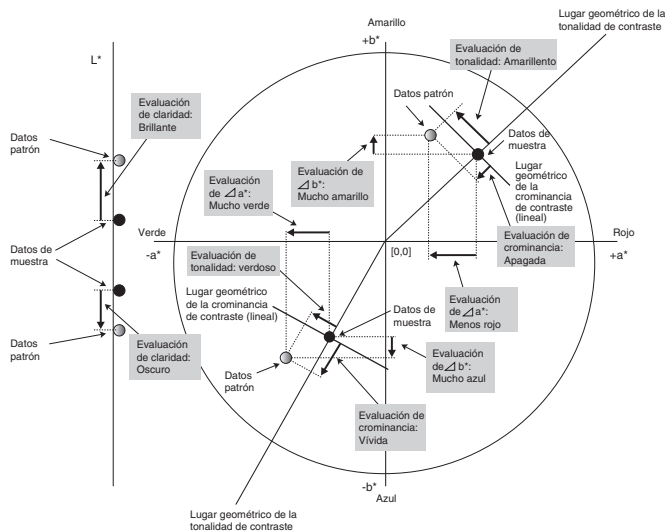 Amarillo
+b*
Lugar geométrico de la
tonalidad de contraste
L*
Evaluación de
tonalidad: Amarillento
Evaluación
de claridad:
Brillante
Datos patrón
Datos
patrón
Datos de
muestra
Evaluación
de ⊿ b*:
Mucho amarillo
Lugar
geométrico
de la
crominancia
de contraste
(lineal)
Evaluación
de ⊿ a*:
Mucho verde
Datos de
muestra
Verde
-a*
[0,0]
Evaluación de
crominancia:
Apagada
Rojo
+a*
Evaluación de
tonalidad: verdoso
Lugar geométrico
de la crominancia
de contraste (lineal)
Evaluación
de⊿ a*:
Menos rojo
Datos de
muestra
Datos
patrón
Evaluación
de claridad:
Oscuro
Datos
patrón
Evaluación
de⊿ b*:
Mucho azul
Evaluación de
crominancia:
Vívida
-b*
Azul
Lugar geométrico de la
tonalidad de contraste